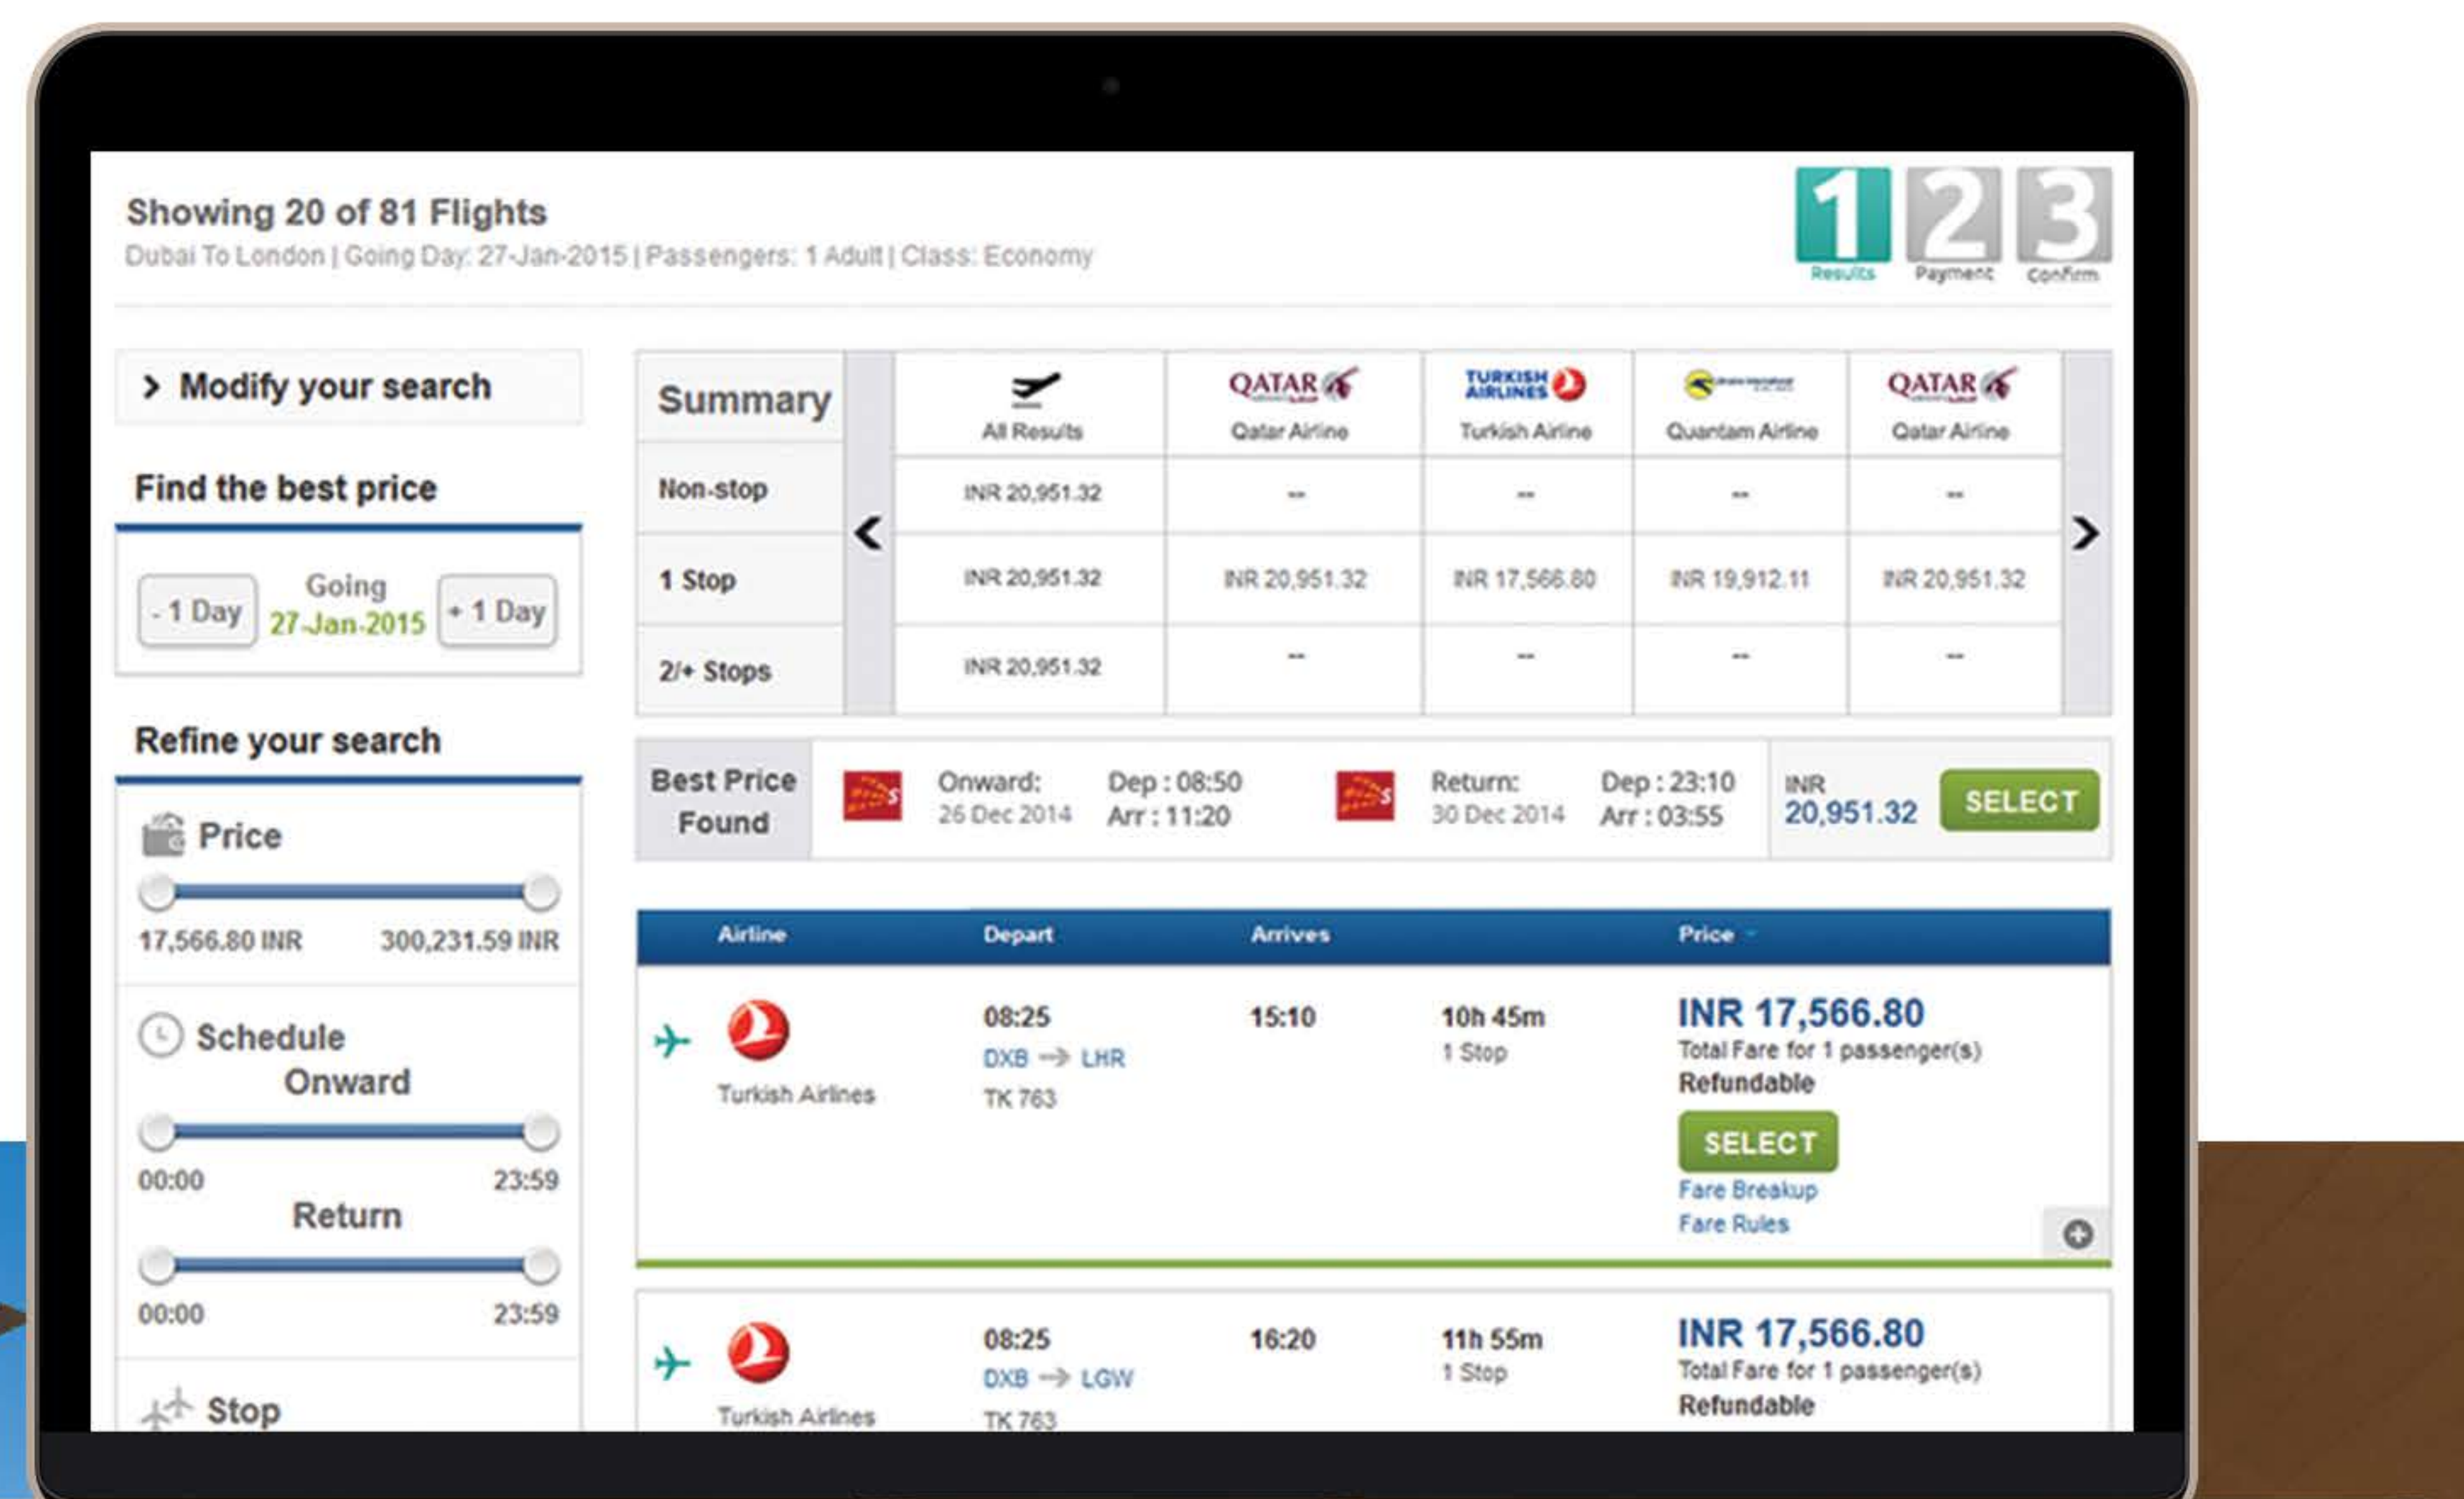 Showing 20 of 81 Flights
Dubai To London | Going Day: 27-Jan-2015 | Passengers: 1 Adult | Class: Economy
1 2 3
Results Payment Confirm
Modify your search
Find the best price
- 1 Day Going + 1 Day
27-Jan-2015
Refine your search
Price
17,566.80 INR 300,231.59 INR
Schedule
Onward
00:00 23:59
Return
00:00 23:59
Stop
Summary
QATAR TURKISH AIRLINES QATAR
All Results Qatar Airline Turkish Airline Quantam Airline Qatar Airline
Non-stop INR 20,951.32 -- -- -- --
1 Stop INR 20,951.32 INR 20,951.32 INR 17,566.80 INR 19,912.11 INR 20,951.32
2/+ Stops INR 20,951.32 -- -- -- --
Best Price Found
Onward: Dep : 08:50 Return: Dep : 23:10 INR
26 Dec 2014 Arr : 11:20 30 Dec 2014 Arr : 03:55 20,951.32 SELECT
Airline Depart Arrives Price
08:25 15:10 10h 45m INR 17,566.80
DXB LHR 1 Stop Total Fare for 1 passenger(s)
Turkish Airlines TK 763 Refundable
SELECT
Fare Breakup
Fare Rules
08:25 16:20 11h 55m INR 17,566.80
DXB LGW 1 Stop Total Fare for 1 passenger(s)
Turkish Airlines TK 763 Refundable